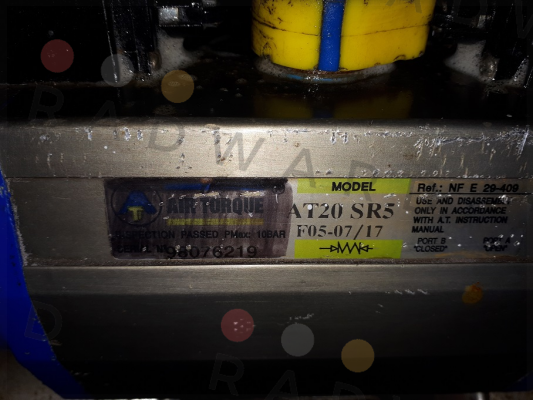 AIR TORQUE
INSPECTION PASSED PMax: 10BAR
98076219
MODEL
AT20 SR5
F05-07/17
Ref.: NF E 29-409
USE AND DISASSEMBLY
ONLY IN ACCORDANCE
WITH A.T. INSTRUCTION
MANUAL
PORT B
"CLOSED"
RADWAR